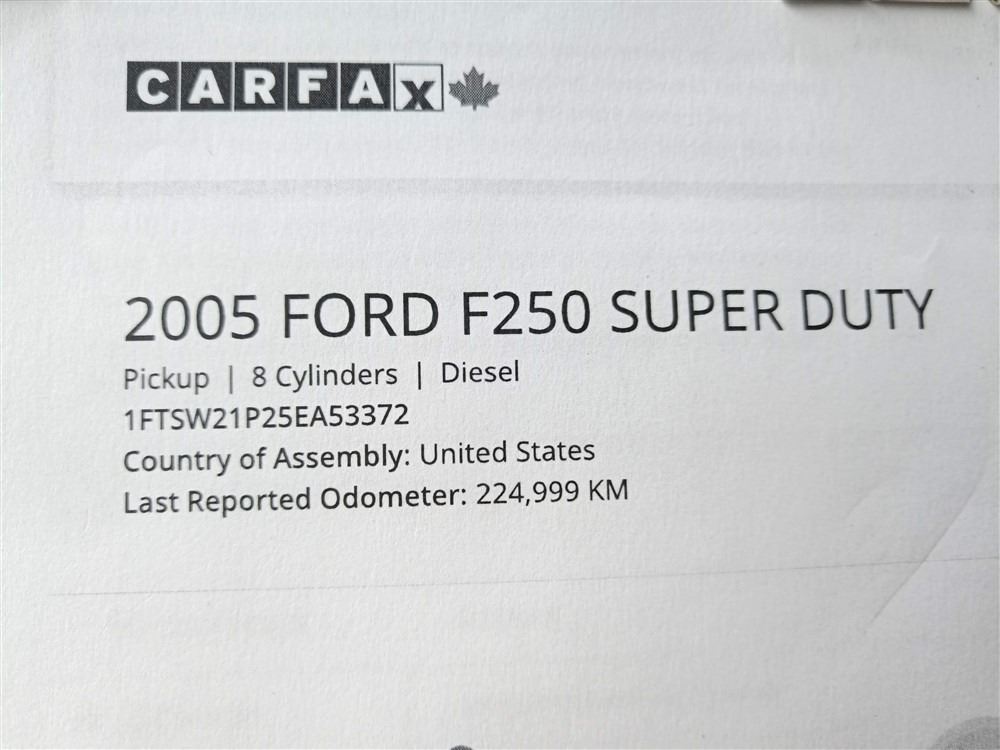 CARFAX
2005 FORD F250 SUPER DUTY
Pickup | 8 Cylinders | Diesel
1FTSW21P25EA53372
Country of Assembly: United States
Last Reported Odometer: 224,999 KM